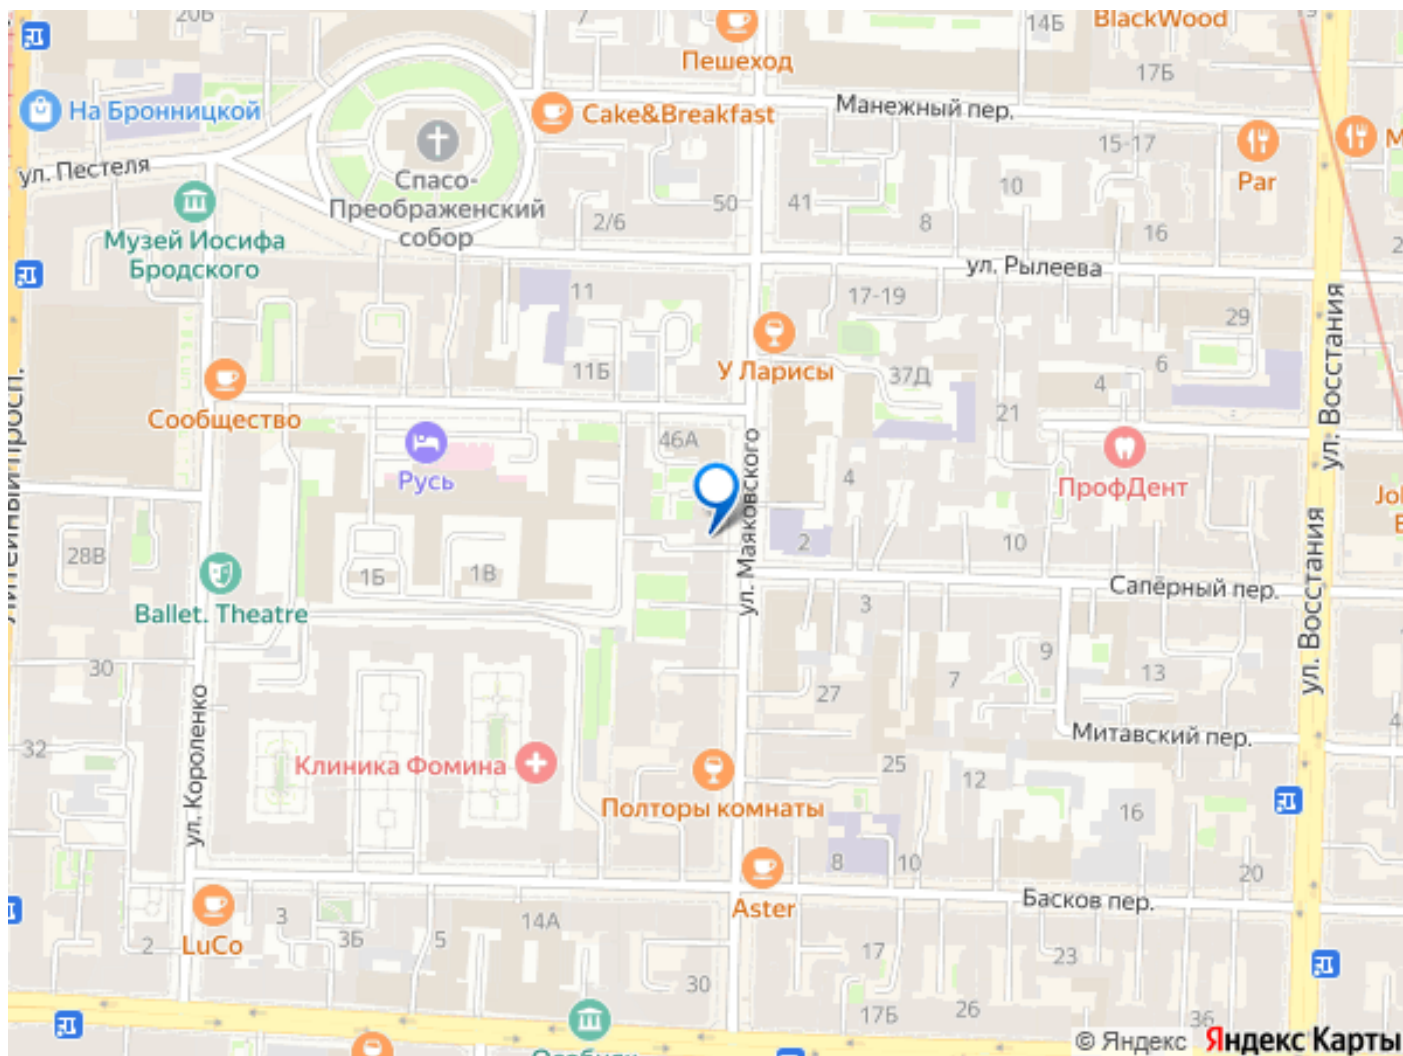 20Б
7
14Б
BlackWood
Пешеход
17Б
На Бронницкой
Cake&Breakfast
Манежный пер.
15-17
ул. Пестеля
Спасо-
Преображенский
собор
Par
10
50
41
2/6
8
16
Музей Иосифа
Бродского
ул. Рылеева
11
17-19
29
У Ларисы
11Б
37Д
6
4
ул. Восстания
Сообщество
21
46А
Русь
ул. Маяковского
4
ПрофДент
28В
2
10
1Б
1В
Ballet. Theatre
Сапёрный пер.
3
ул. Восстания
30
9
7
13
27
ул. Короленко
32
Митавский пер.
Клиника Фомина
25
12
Полторы комнаты
16
8
10
20
Aster
Басков пер.
LuCo
3
3Б
14А
2
5
17
23
30
17Б
26
36
© Яндекс Яндекс Карты